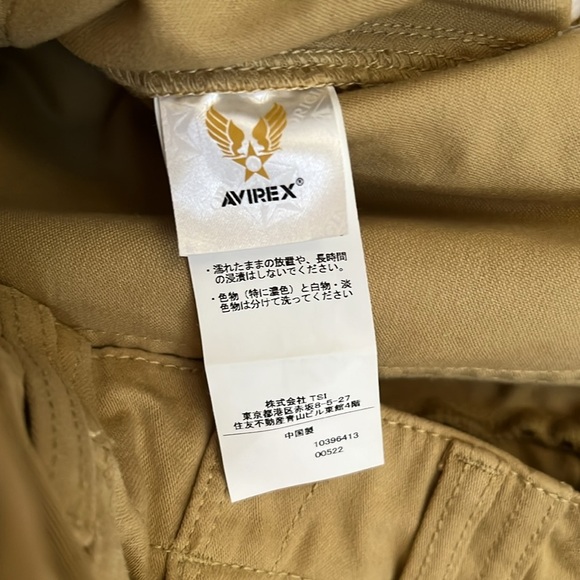 AVIREX®
・濡れたままの放置や、長時間
の浸漬はしないでください。
・色物(特に濃色)と白物・淡
色物は分けて洗ってください
株式会社 TSI
東京都港区赤坂8-5-27
住友不動産青山ビル東館4階
中国製
10396413
00522